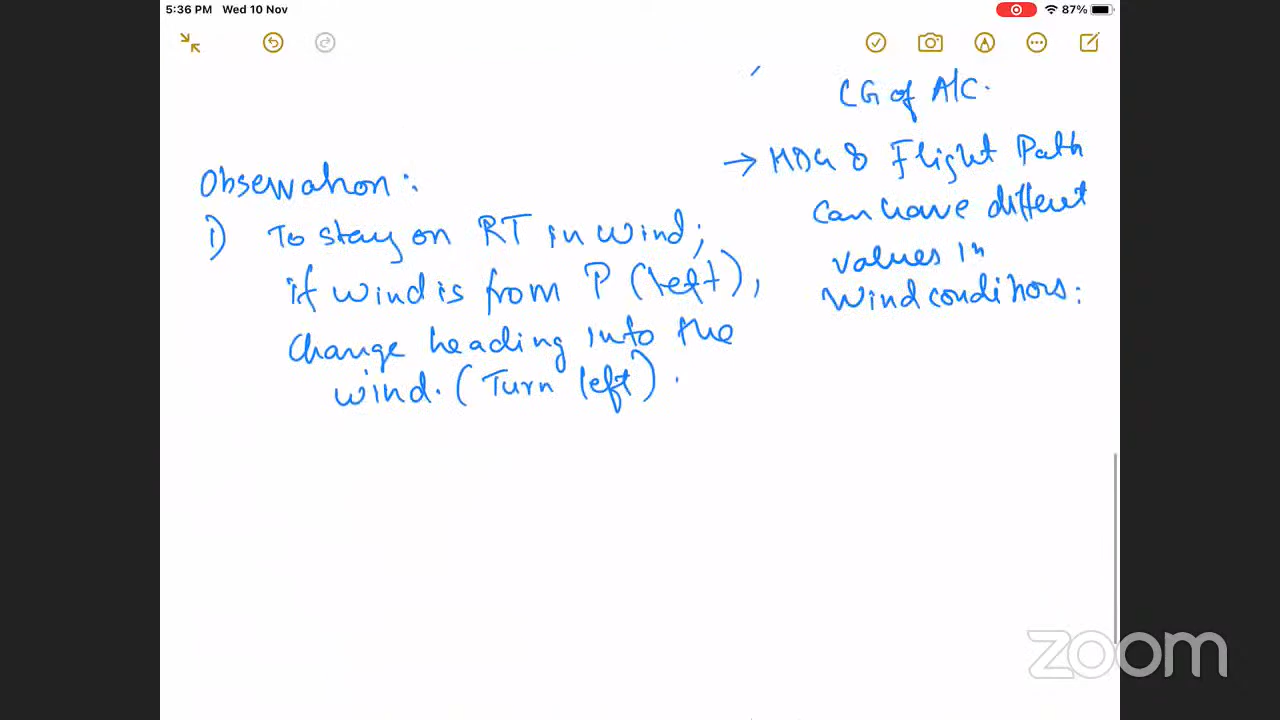 5:36 PM Wed 10 Nov
87%
CG of A/C.
→ HDG & Flight Path
can have different
values in
wind conditions:
Observation:
1) To stay on RT in wind;
if wind is from P (left),
change heading into the
wind. (Turn left).
zoom